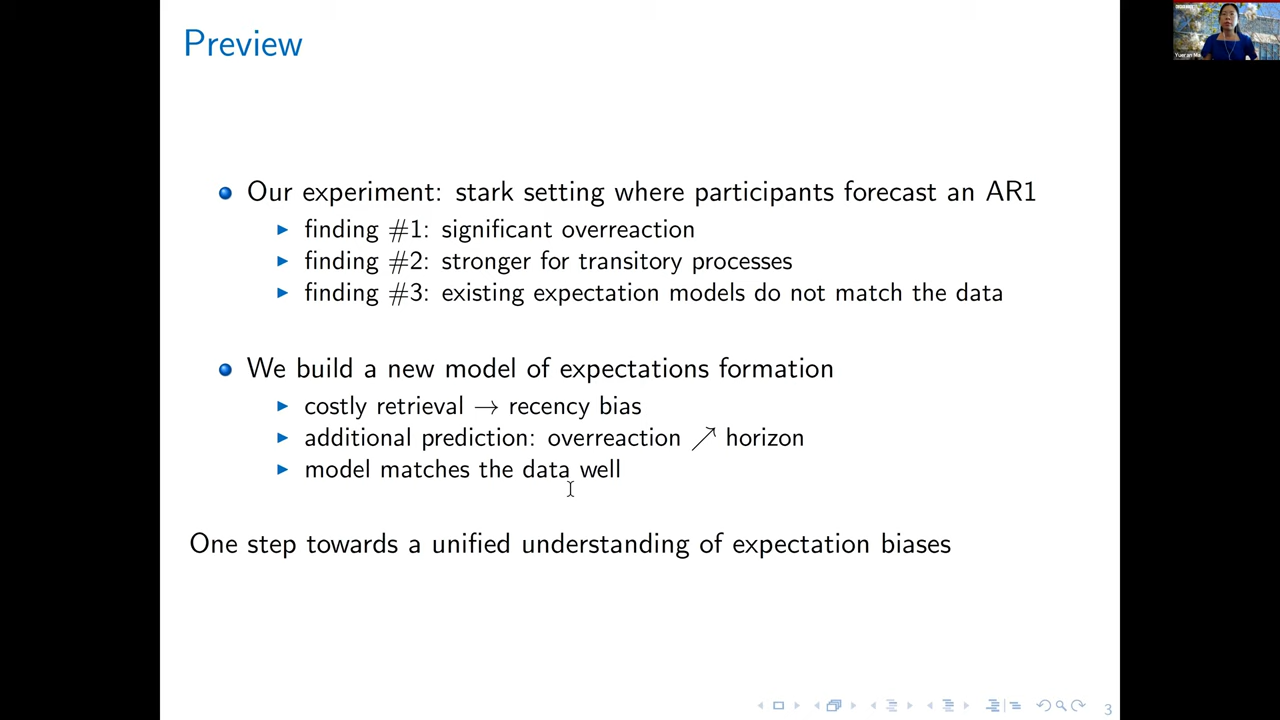 Preview
Our experiment: stark setting where participants forecast an AR1
finding #1: significant overreaction
finding #2: stronger for transitory processes
finding #3: existing expectation models do not match the data
We build a new model of expectations formation
costly retrieval → recency bias
additional prediction: overreaction ↗ horizon
model matches the data well
One step towards a unified understanding of expectation biases
3
Yueran Ma